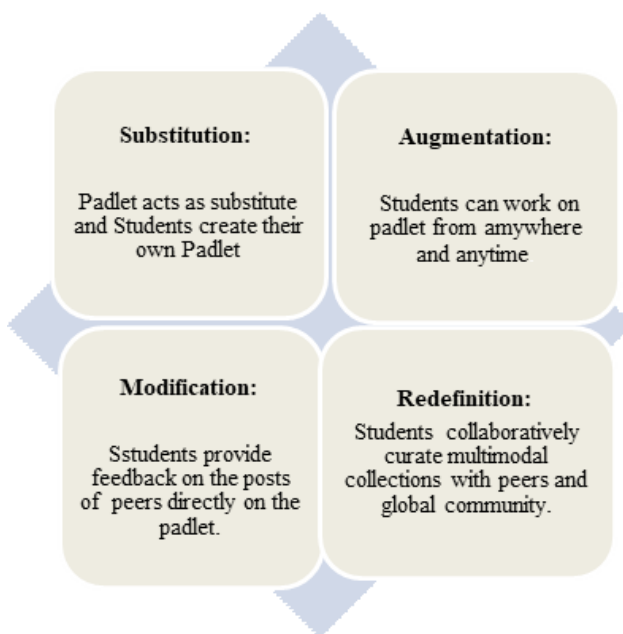 Substitution:
Padlet acts as substitute
and Students create their
own Padlet
Augmentation:
Students can work on
padlet from amywhere
and anytime
Modification:
Sstudents provide
feedback on the posts
of peers directly on the
padlet.
Redefinition:
Students collaboratively
curate multimodal
collections with peers and
global community.